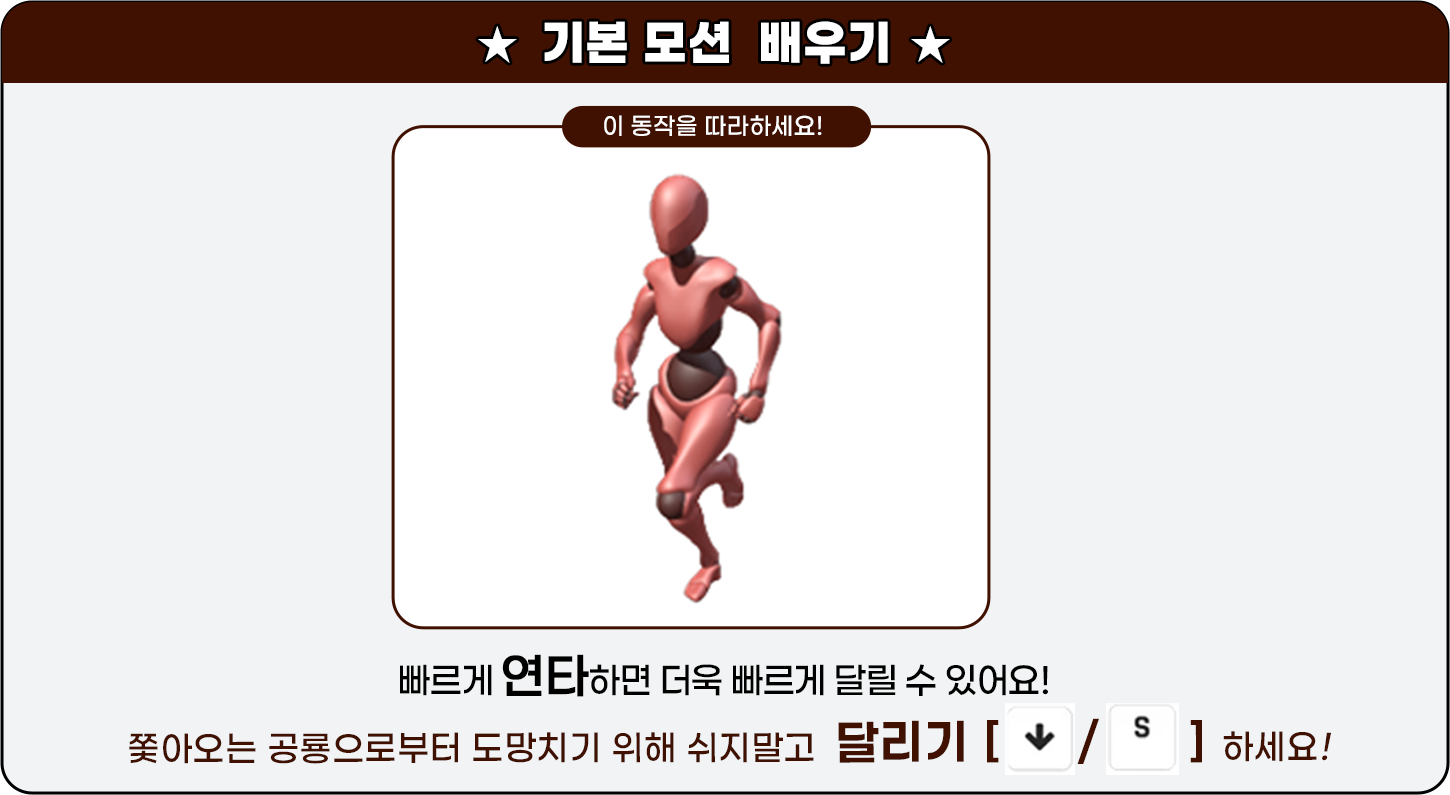 ★ 기본 모션 배우기 ★
이 동작을 따라하세요!
빠르게 연타하면 더욱 빠르게 달릴 수 있어요!
쫓아오는 공룡으로부터 도망치기 위해 쉬지말고 달리기 [ ↓ / S ] 하세요!